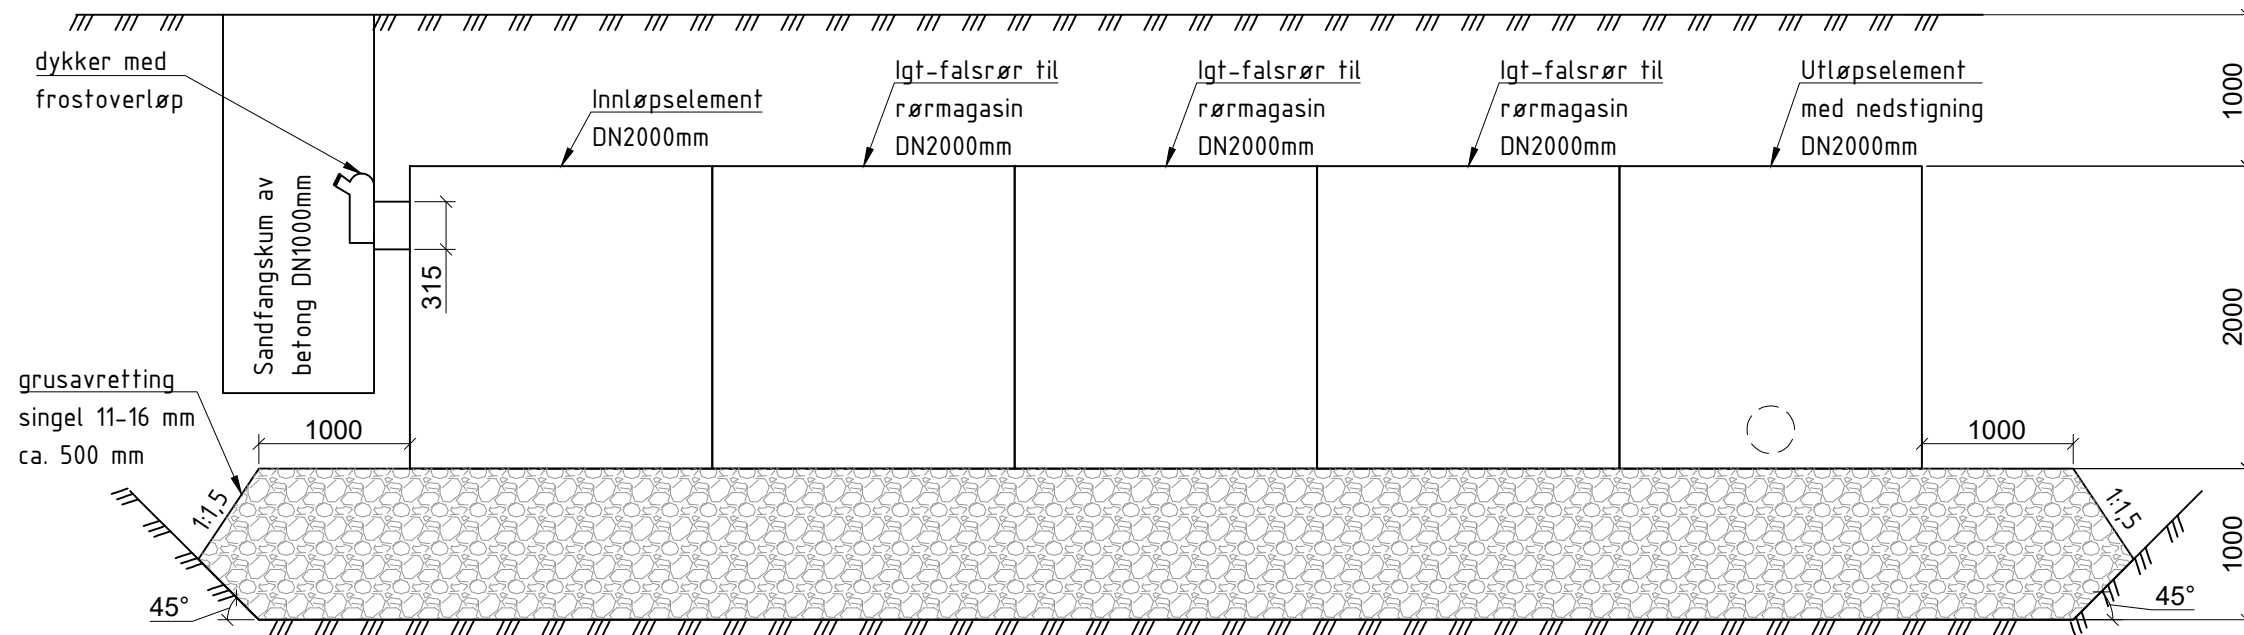 dykker med
frostoverløp
Innløpselement
DN2000mm
Igt-falsrør til
rørmagasin
DN2000mm
Igt-falsrør til
rørmagasin
DN2000mm
Igt-falsrør til
rørmagasin
DN2000mm
Utløpselement
med nedstigning
DN2000mm
1000
Sandfangskum av
betong DN1000mm
315
2000
grusavretting
singel 11-16 mm
ca. 500 mm
1000
1000
1:1,5
1:1,5
1000
45°
45°